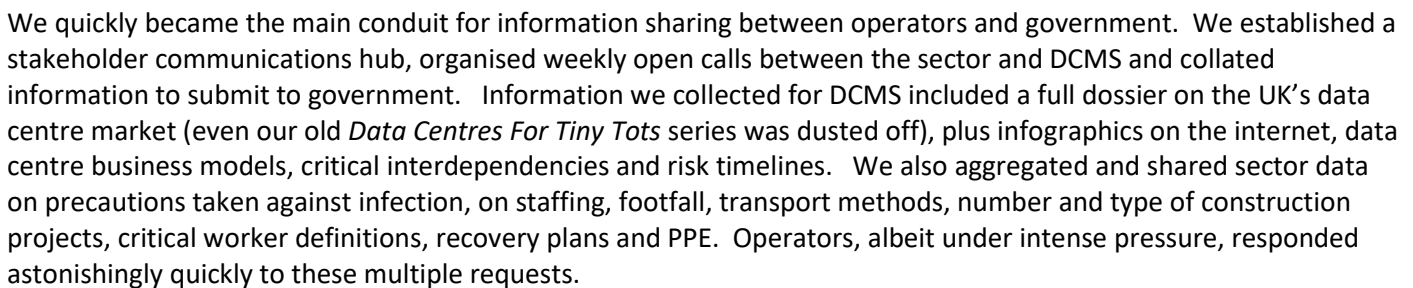 We quickly became the main conduit for information sharing between operators and government.  We established a
stakeholder communications hub, organised weekly open calls between the sector and DCMS and collated
information to submit to government.   Information we collected for DCMS included a full dossier on the UK’s data
centre market (even our old Data Centres For Tiny Tots series was dusted off), plus infographics on the internet, data
centre business models, critical interdependencies and risk timelines.   We also aggregated and shared sector data
on precautions taken against infection, on staffing, footfall, transport methods, number and type of construction
projects, critical worker definitions, recovery plans and PPE.  Operators, albeit under intense pressure, responded
astonishingly quickly to these multiple requests.